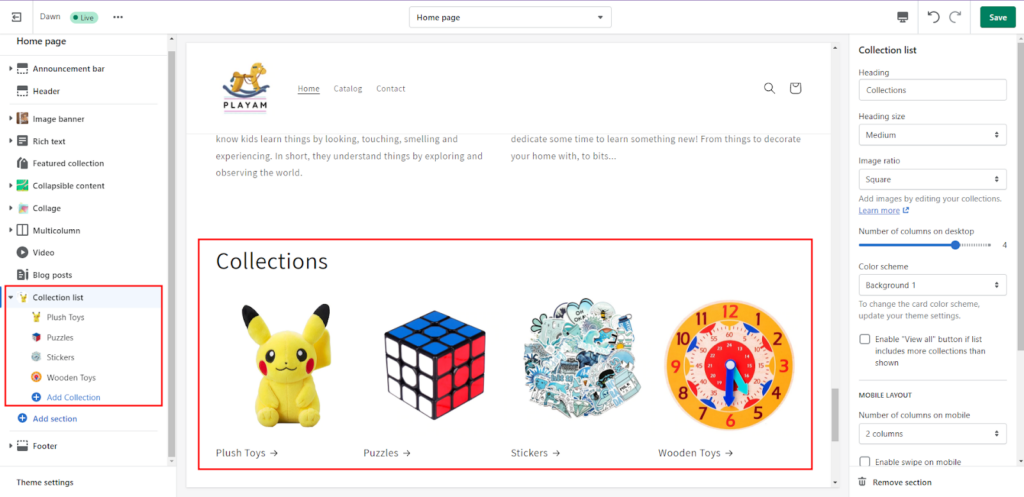 Dawn
Live
Home page
Save
Home page
Announcement bar
Header
Image banner
Rich text
Featured collection
Collapsible content
Collage
Multicolumn
Video
Blog posts
Collection list
Plush Toys
Puzzles
Stickers
Wooden Toys
Add Collection
Add section
Footer
Theme settings
PLAYAM
Home Catalog Contact
know kids learn things by looking, touching, smelling and
experiencing. In short, they understand things by exploring and
observing the world.
dedicate some time to learn something new! From things to decorate
your home with, to bits...
Collections
Plush Toys →
Puzzles →
Stickers →
Wooden Toys →
Collection list
Heading
Collections
Heading size
Medium
Image ratio
Square
Add images by editing your collections.
Learn more
Number of columns on desktop
4
Color scheme
Background 1
To change the card color scheme,
update your theme settings.
Enable "View all" button if list
includes more collections than
shown
MOBILE LAYOUT
Number of columns on mobile
2 columns
Enable swipe on mobile
Remove section